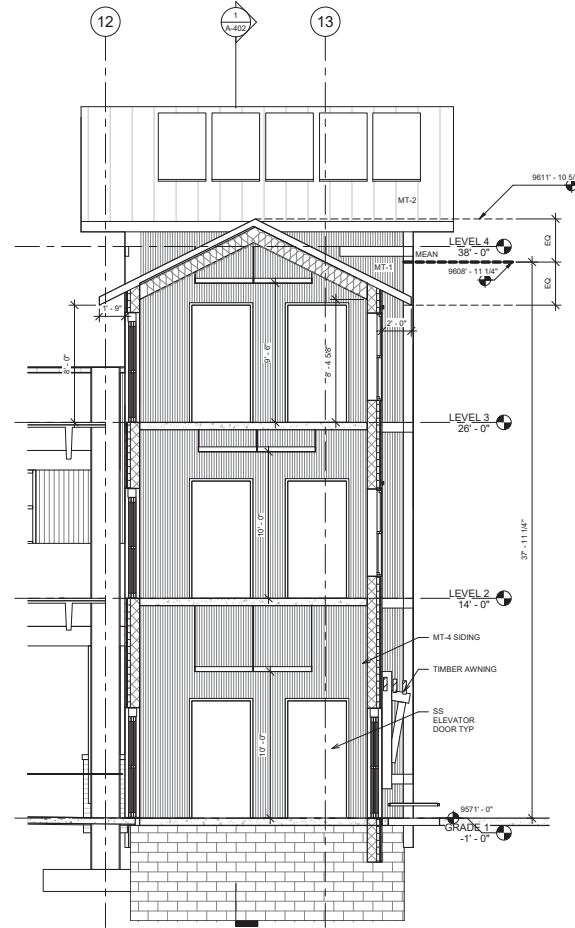 12
1
A-402
13
9611' - 10 5/
MT-2
LEVEL 4
38' - 0"
MEAN
MT-1
9608' - 11 1/4"
EQ
EQ
1' - 9"
2' - 0"
8' - 0"
9' - 6"
8' - 4 5/8"
LEVEL 3
26' - 0"
10' - 0"
37' - 11 1/4"
LEVEL 2
14' - 0"
MT-4 SIDING
TIMBER AWNING
SS
ELEVATOR
DOOR TYP
10' - 0"
9571' - 0"
GRADE 1
-1' - 0"